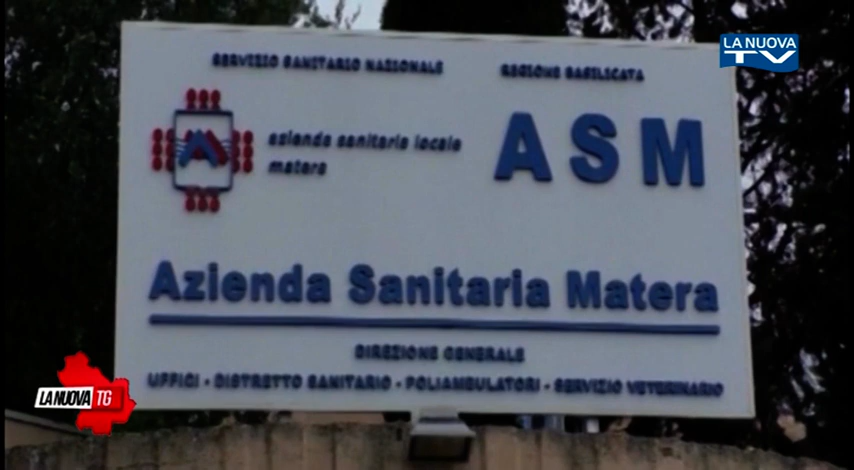 LA NUOVA
TV
SERVIZIO SANITARIO NAZIONALE REGIONE BASILICATA
azienda sanitaria locale
matera
ASM
Azienda Sanitaria Matera
DIREZIONE GENERALE
UFFICI - DISTRETTO SANITARIO - POLIAMBULATORI - SERVIZIO VETERINARIO
LA NUOVA TG